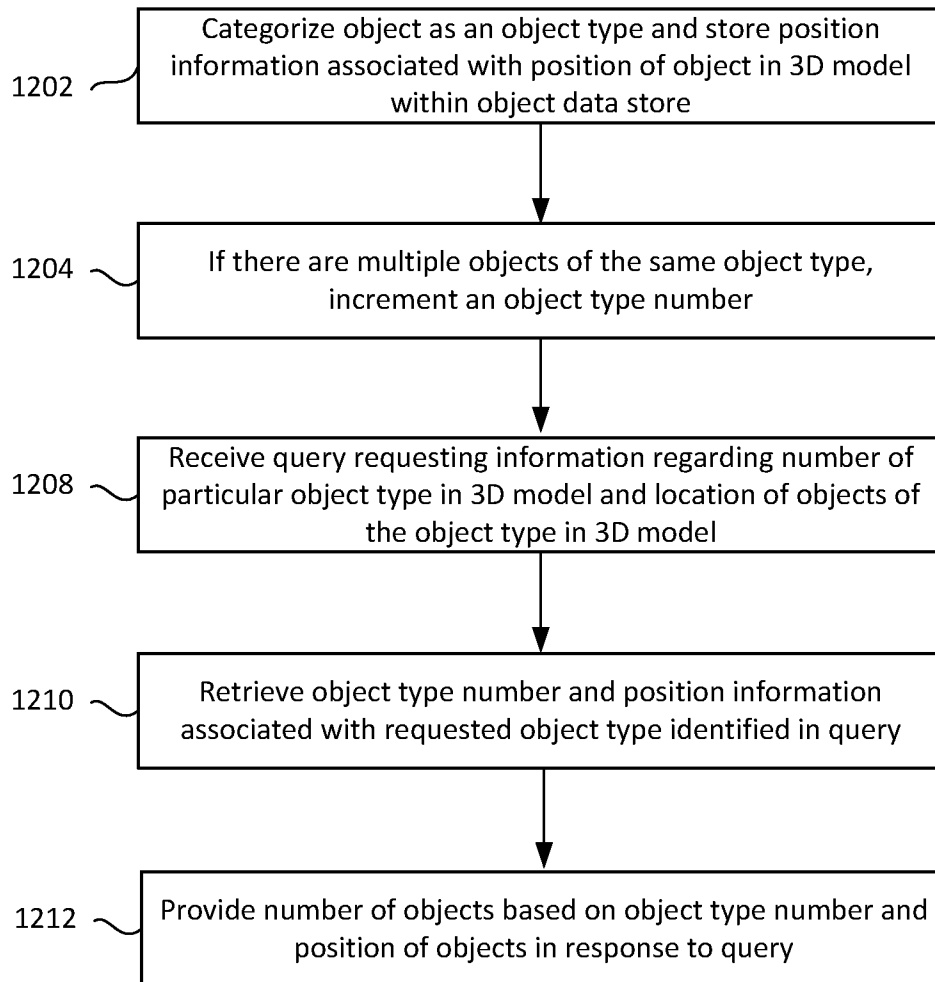 Categorize object as an object type and store position
information associated with position of object in 3D model
within object data store
1202
If there are multiple objects of the same object type,
increment an object type number
1204
Receive query requesting information regarding number of
particular object type in 3D model and location of objects of
the object type in 3D model
1208
Retrieve object type number and position information
associated with requested object type identified in query
1210
Provide number of objects based on object type number and
position of objects in response to query
1212